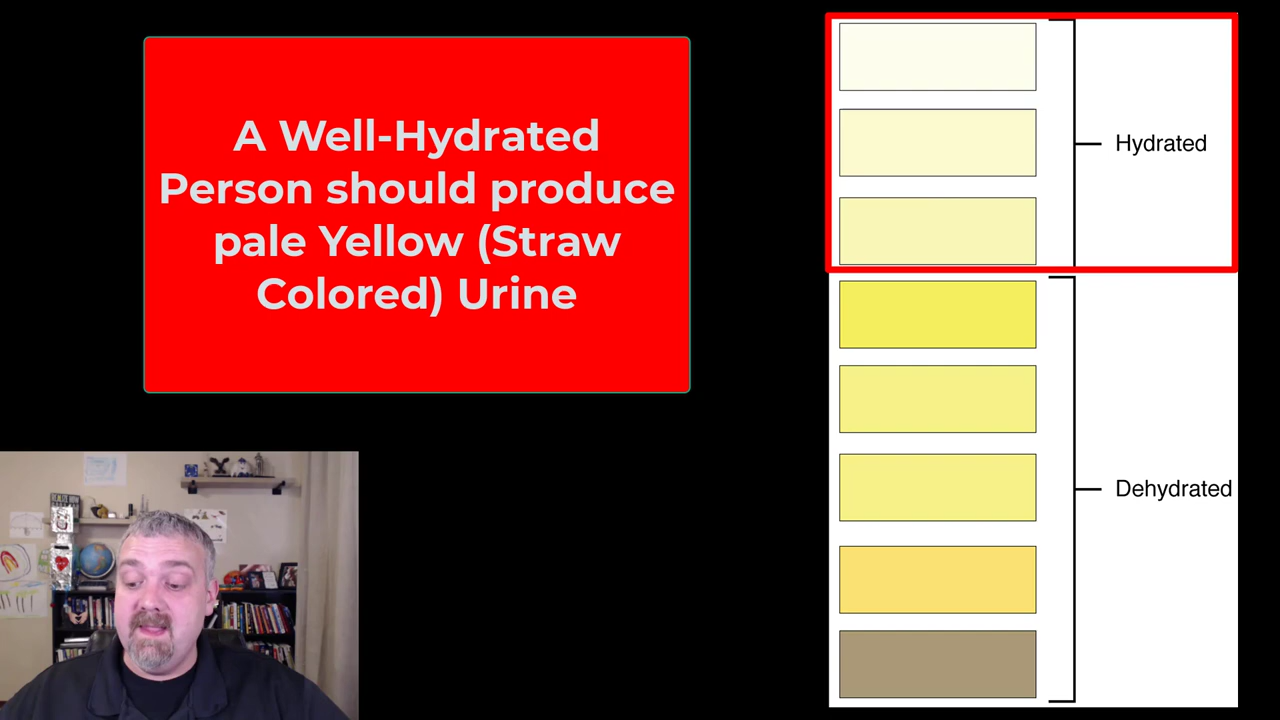 A Well-Hydrated
Person should produce
pale Yellow (Straw
Colored) Urine
Hydrated
Dehydrated